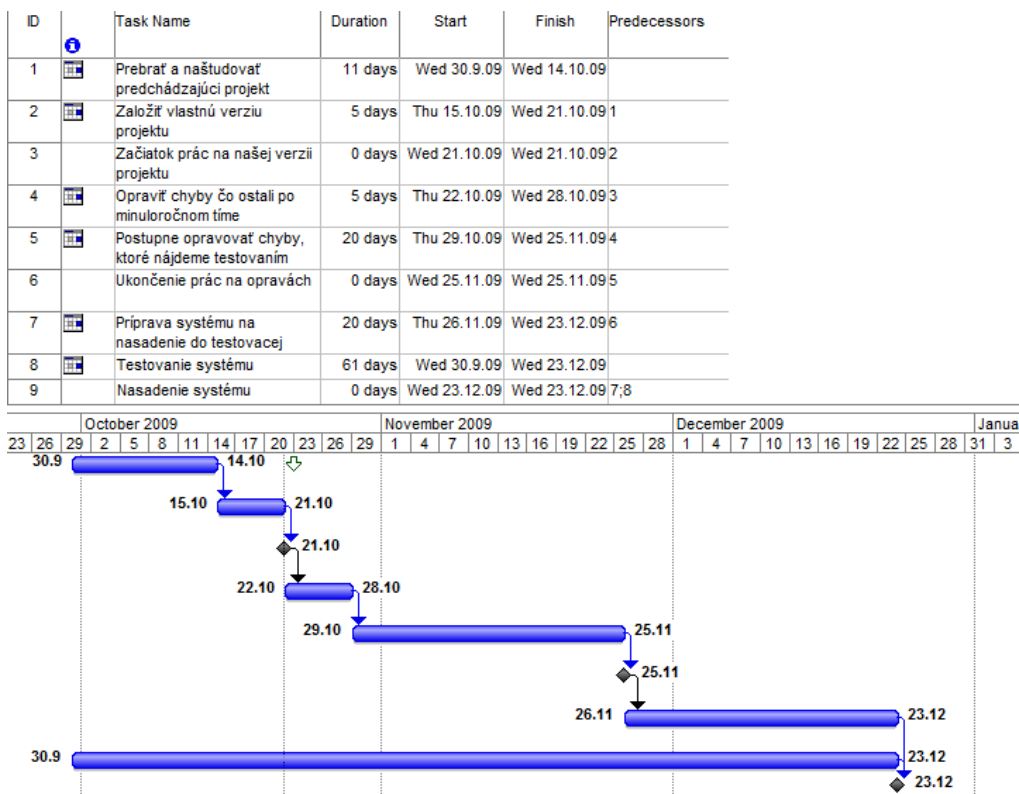 ID Task Name Duration Start Finish Predecessors
1 Prebrať a naštudovať 11 days Wed 30.9.09 Wed 14.10.09
predchádzajúci projekt
2 Založiť vlastnú verziu 5 days Thu 15.10.09 Wed 21.10.09 1
projektu
3 Začiatok prác na našej verzii 0 days Wed 21.10.09 Wed 21.10.09 2
projektu
4 Opraviť chyby čo ostali po 5 days Thu 22.10.09 Wed 28.10.09 3
minuloročnom tíme
5 Postupne opravovať chyby, 20 days Thu 29.10.09 Wed 25.11.09 4
ktoré nájdeme testovaním
6 Ukončenie prác na opravách 0 days Wed 25.11.09 Wed 25.11.09 5
7 Príprava systému na 20 days Thu 26.11.09 Wed 23.12.09 6
nasadenie do testovacej
8 Testovanie systému 61 days Wed 30.9.09 Wed 23.12.09
9 Nasadenie systému 0 days Wed 23.12.09 Wed 23.12.09 7;8
October 2009 November 2009 December 2009 Janua
23 26 29 2 5 8 11 14 17 20 23 26 29 1 4 7 10 13 16 19 22 25 28 1 4 7 10 13 16 19 22 25 28 31 3
30.9 14.10
15.10 21.10
21.10
22.10 28.10
29.10 25.11
25.11
26.11 23.12
30.9 23.12
23.12